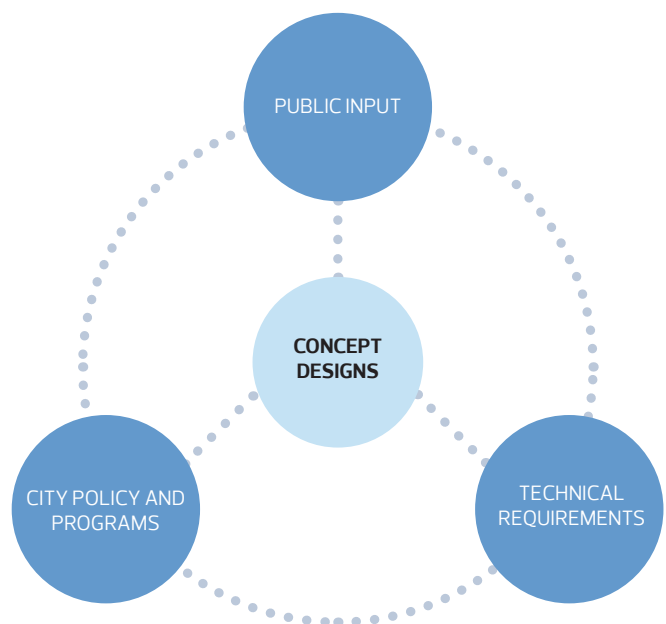 PUBLIC INPUT
CONCEPT
DESIGNS
CITY POLICY AND
PROGRAMS
TECHNICAL
REQUIREMENTS